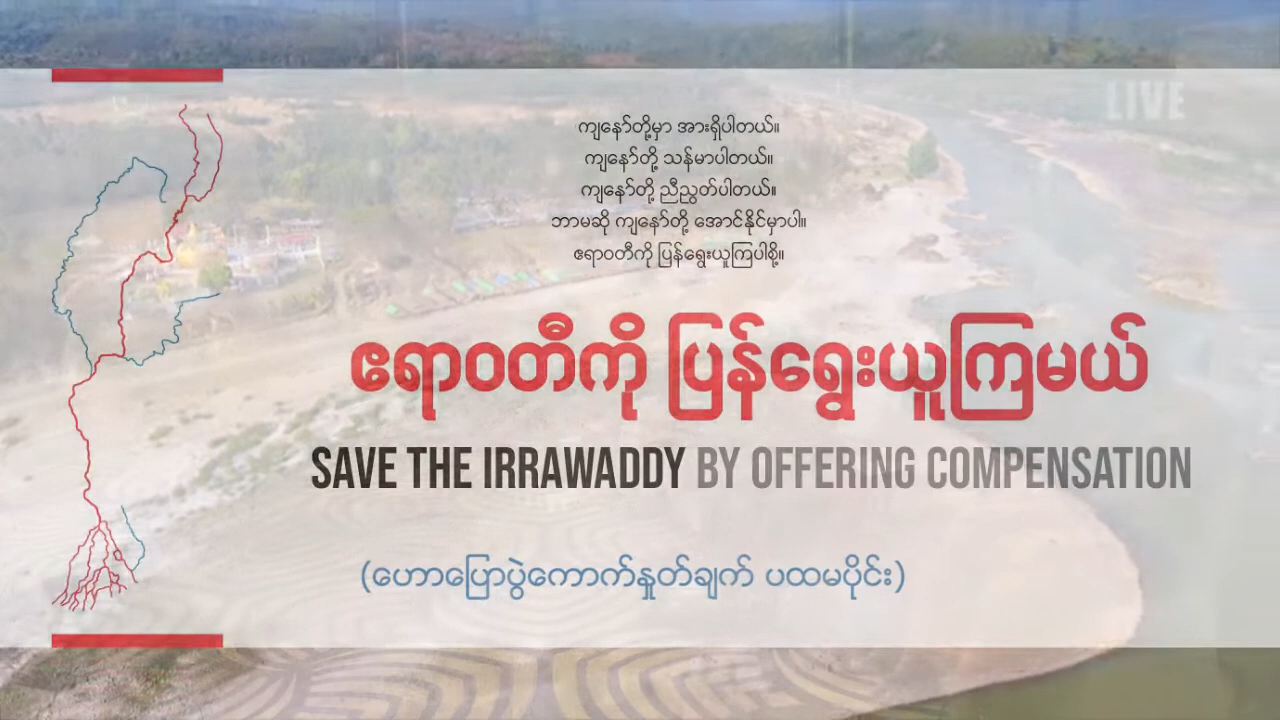 LIVE
ကျနော်တို့မှာ အားရှိပါတယ်။
ကျနော်တို့ သန်မာပါတယ်။
ကျနော်တို့ ညီညွတ်ပါတယ်။
ဘာမဆို ကျနော်တို့ အောင်နိုင်မှာပါ။
ဧရာဝတီကို ပြန်ရွေးယူကြပါစို့။
ဧရာဝတီကို ပြန်ရွေးယူကြမယ်
SAVE THE IRRAWADDY BY OFFERING COMPENSATION
(ဟောပြောပွဲကောက်နှုတ်ချက် ပထမပိုင်း)